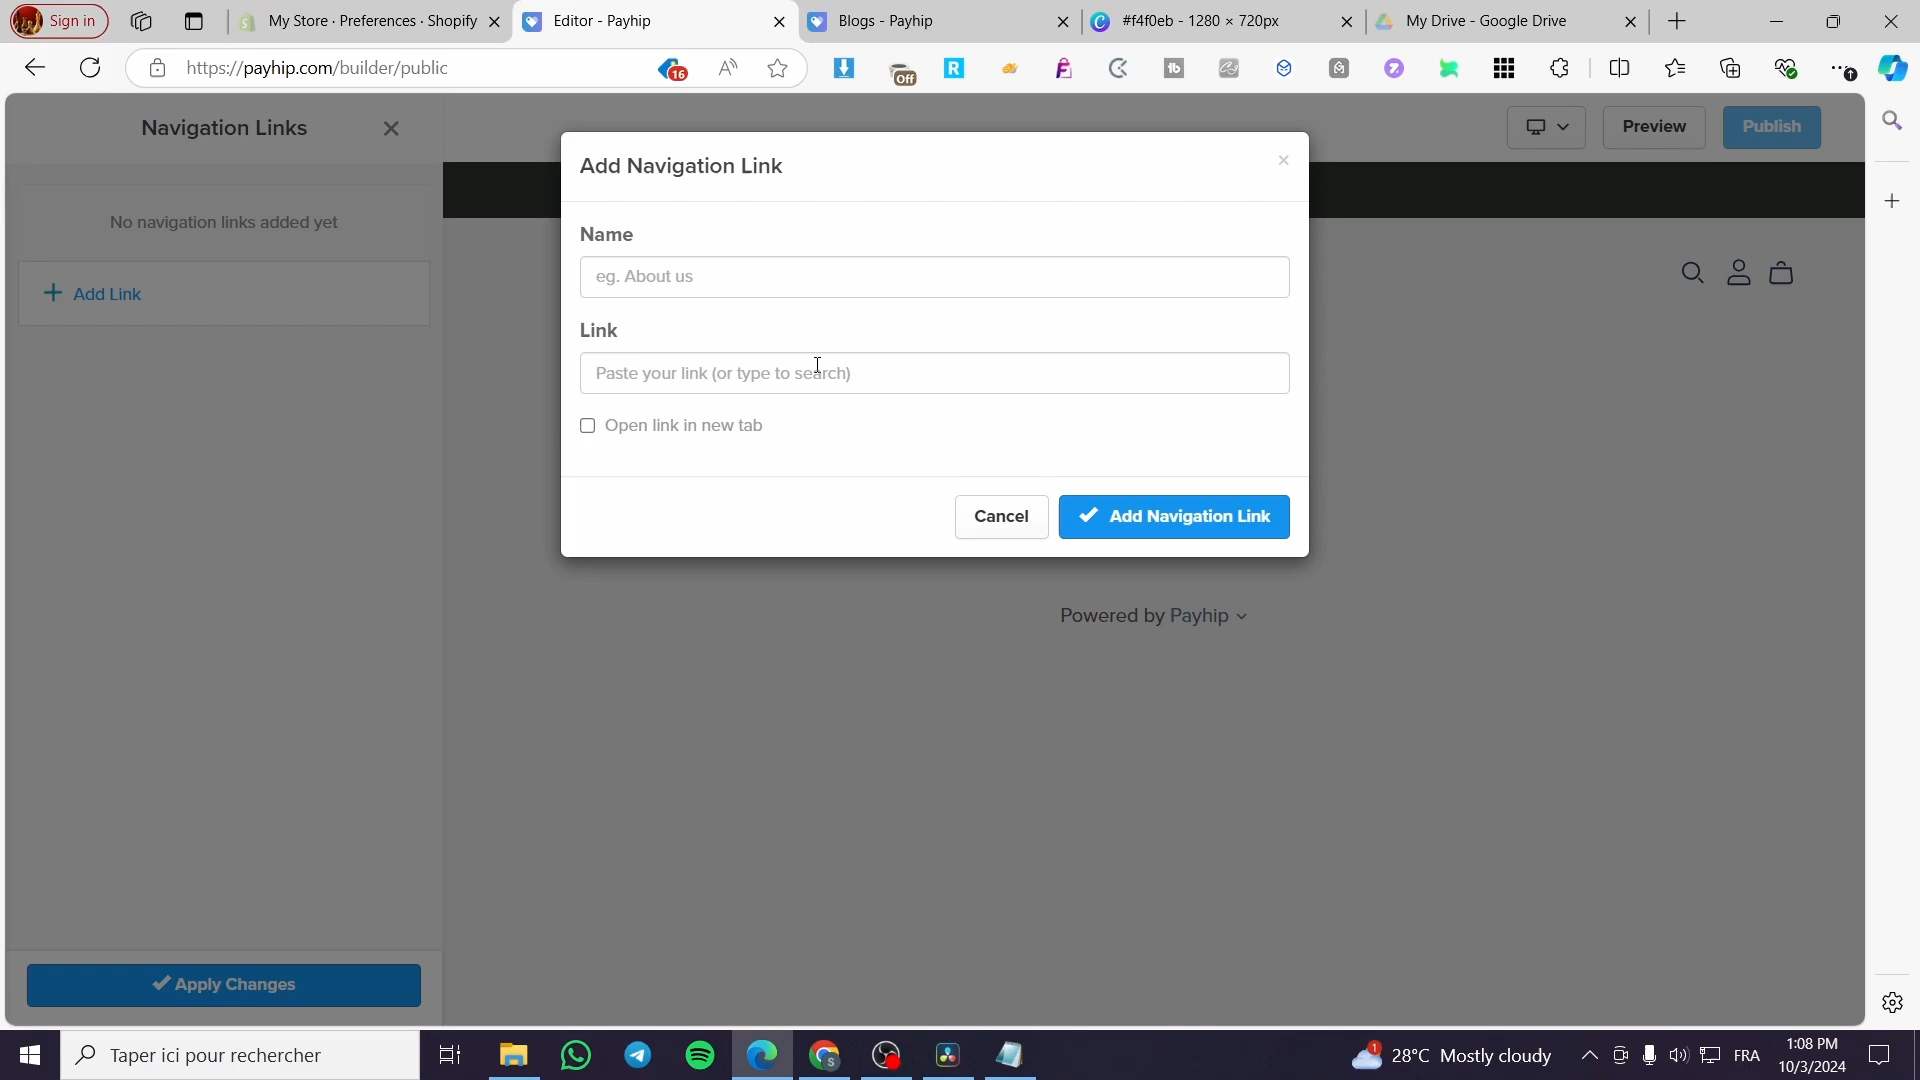 Sign in
My Store · Preferences · Shopify
Editor - Payhip
Blogs - Payhip
#f4f0eb - 1280 × 720px
My Drive - Google Drive
https://payhip.com/builder/public
16
Off
Navigation Links
Preview
Publish
Add Navigation Link
No navigation links added yet
Name
eg. About us
Add Link
Link
Paste your link (or type to search)
Open link in new tab
Cancel
Add Navigation Link
Powered by Payhip
Apply Changes
Taper ici pour rechercher
1
28°C Mostly cloudy
FRA
1:08 PM
10/3/2024